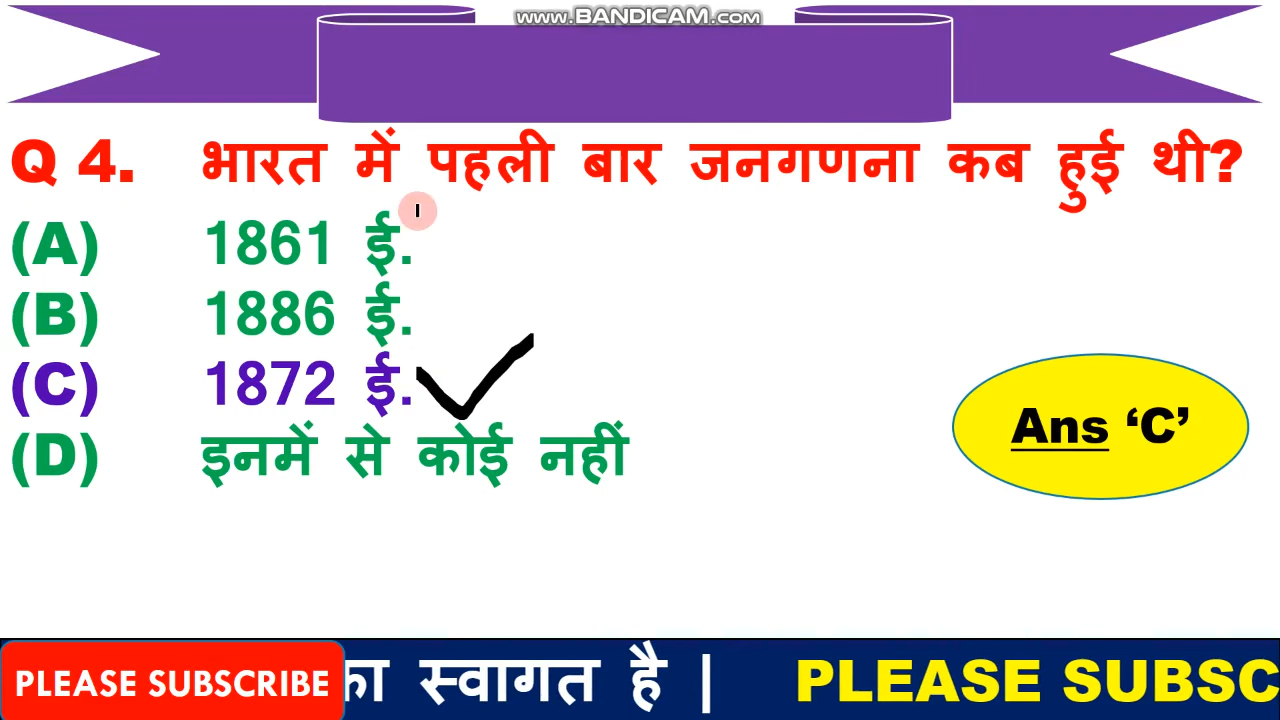 www.BANDICAM.com
Q 4. भारत में पहली बार जनगणना कब हुई थी?
(A) 1861 ई.
(B) 1886 ई.
(C) 1872 ई.
(D) इनमें से कोई नहीं
Ans ‘C’
PLEASE SUBSCRIBE का स्वागत है | PLEASE SUBSC